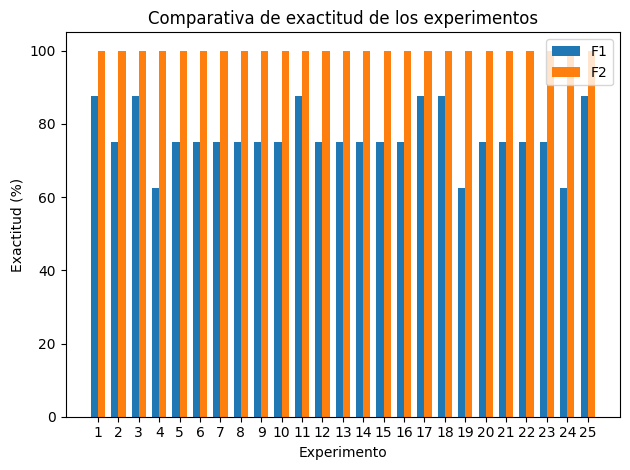 Comparativa de exactitud de los experimentos
F1
F2
100
80
60
40
20
0
Exactitud (%)
1 2 3 4 5 6 7 8 9 10 11 12 13 14 15 16 17 18 19 20 21 22 23 24 25
Experimento